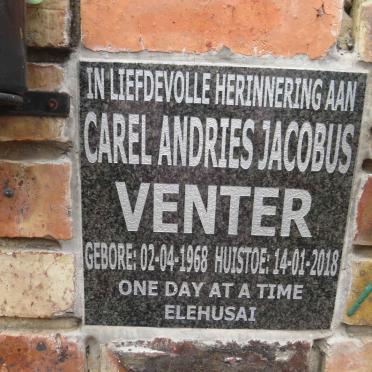 IN LIEFDEVOLLE HERINNERING AAN
CAREL ANDRIES JACOBUS
VENTER
GEBORE: 02-04-1968 HUISTOE: 14-01-2018
ONE DAY AT A TIME
ELEHUSAI